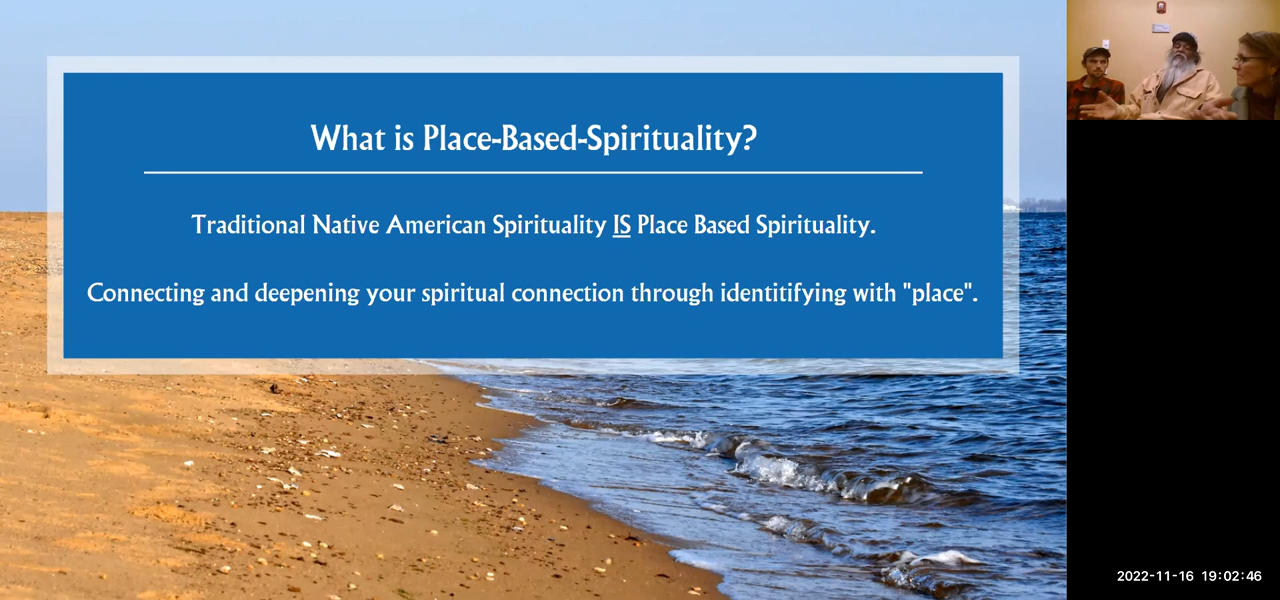 What is Place-Based-Spirituality?
Traditional Native American Spirituality IS Place Based Spirituality.
Connecting and deepening your spiritual connection through identitifying with "place".
2022-11-16 19:02:46